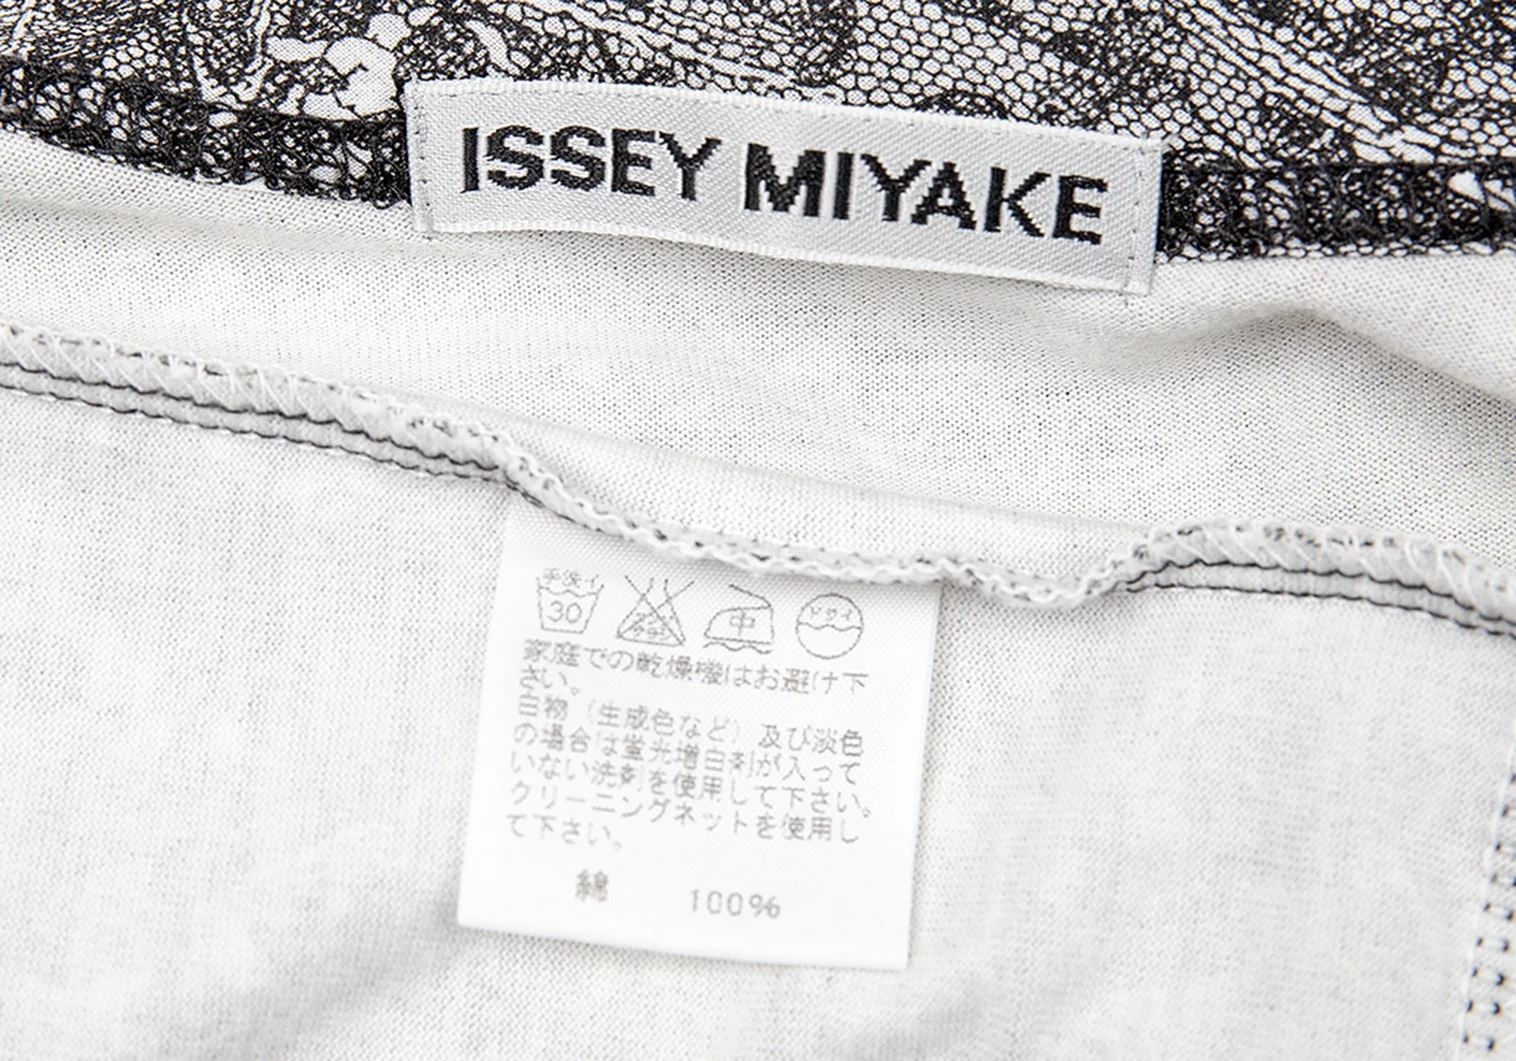 ISSEY MIYAKE
手洗イ
30
中
ドライ
家庭での乾燥機はお避け下
さい。
白物（生成色など）及び淡色
の場合は蛍光増白剤が入って
いない洗剤を使用して下さい。
クリーニングネットを使用し
て下さい。
綿 100%